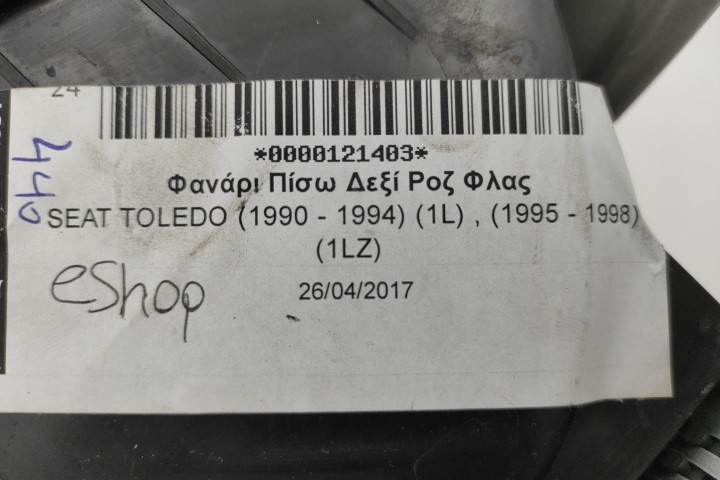 24
*0000121403*
Φανάρι Πίσω Δεξί Ροζ Φλας
SEAT TOLEDO (1990 - 1994) (1L) , (1995 - 1998)
(1LZ)
26/04/2017
eShop
440